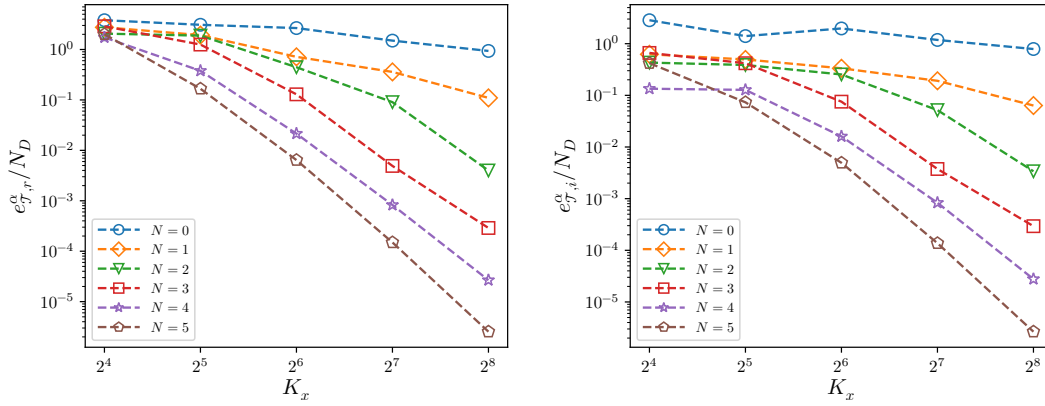 10^0
10^{-1}
10^{-2}
10^{-3}
10^{-4}
10^{-5}
e^α_{𝒯,r}/N_D
N = 0
N = 1
N = 2
N = 3
N = 4
N = 5
2^4 2^5 2^6 2^7 2^8
K_x
10^0
10^{-1}
10^{-2}
10^{-3}
10^{-4}
10^{-5}
e^α_{𝒯,i}/N_D
N = 0
N = 1
N = 2
N = 3
N = 4
N = 5
2^4 2^5 2^6 2^7 2^8
K_x